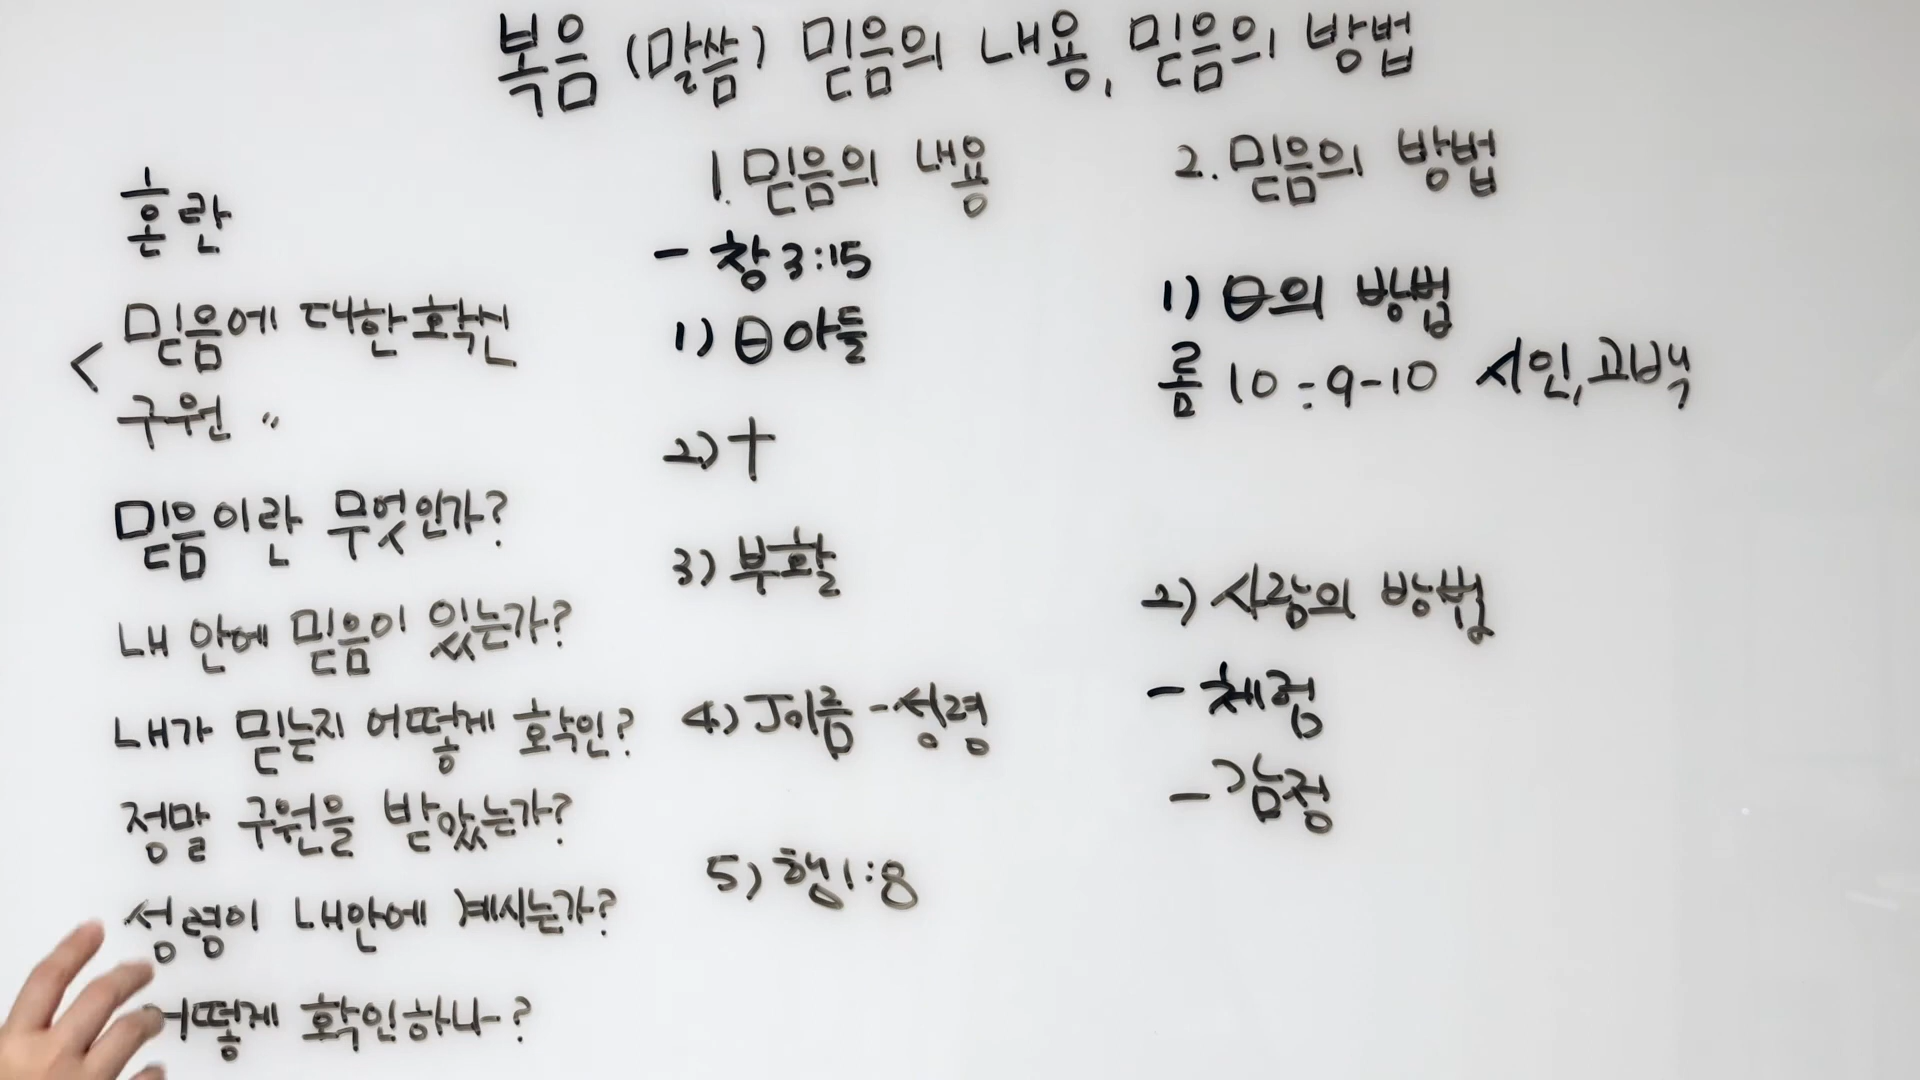 복음 (말씀) 믿음의 내용, 믿음의 방법
혼란
< 믿음에 대한 확신
구원 〃
믿음이란 무엇인가?
내 안에 믿음이 있는가?
내가 믿는지 어떻게 확인?
정말 구원을 받았는가?
성령이 내안에 계시는가?
어떻게 확인하나?
1. 믿음의 내용
- 창 3:15
1) ㊀아들
2) 十
3) 부활
4) J이름 - 성령
5) 행1:8
2. 믿음의 방법
1) ㊀의 방법
롬 10:9-10 시인, 고백
2) 사람의 방법
- 체험
- 감정